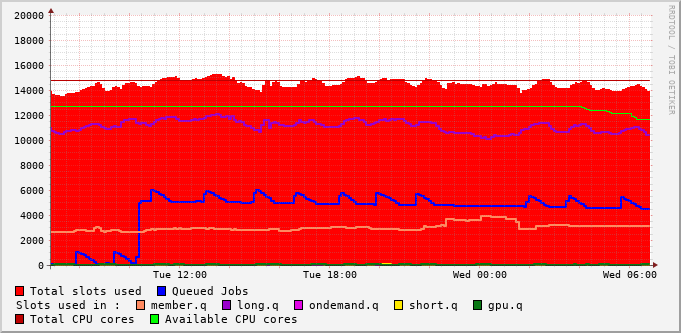 RRDTOOL / TOBI OETIKER
20000
18000
16000
14000
12000
10000
8000
6000
4000
2000
0
Tue 12:00 Tue 18:00 Wed 00:00 Wed 06:00
Total slots used Queued Jobs
Slots used in : member.q long.q ondemand.q short.q gpu.q
Total CPU cores Available CPU cores